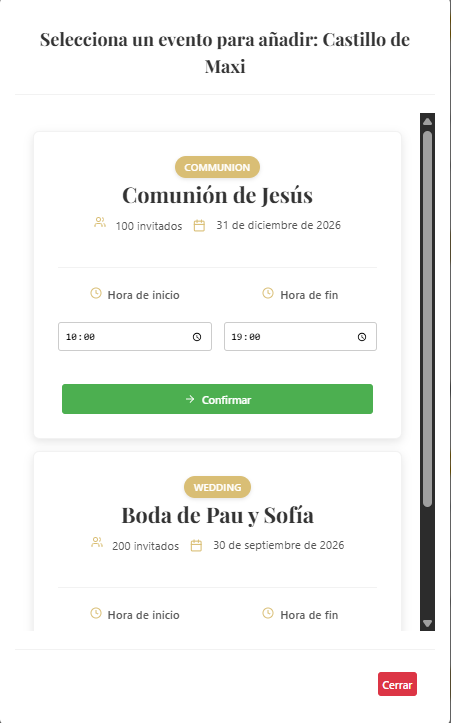 Selecciona un evento para añadir: Castillo de
Maxi
COMMUNION
Comunión de Jesús
100 invitados 31 de diciembre de 2026
Hora de inicio Hora de fin
10:00 19:00
Confirmar
WEDDING
Boda de Pau y Sofía
200 invitados 30 de septiembre de 2026
Hora de inicio Hora de fin
Cerrar